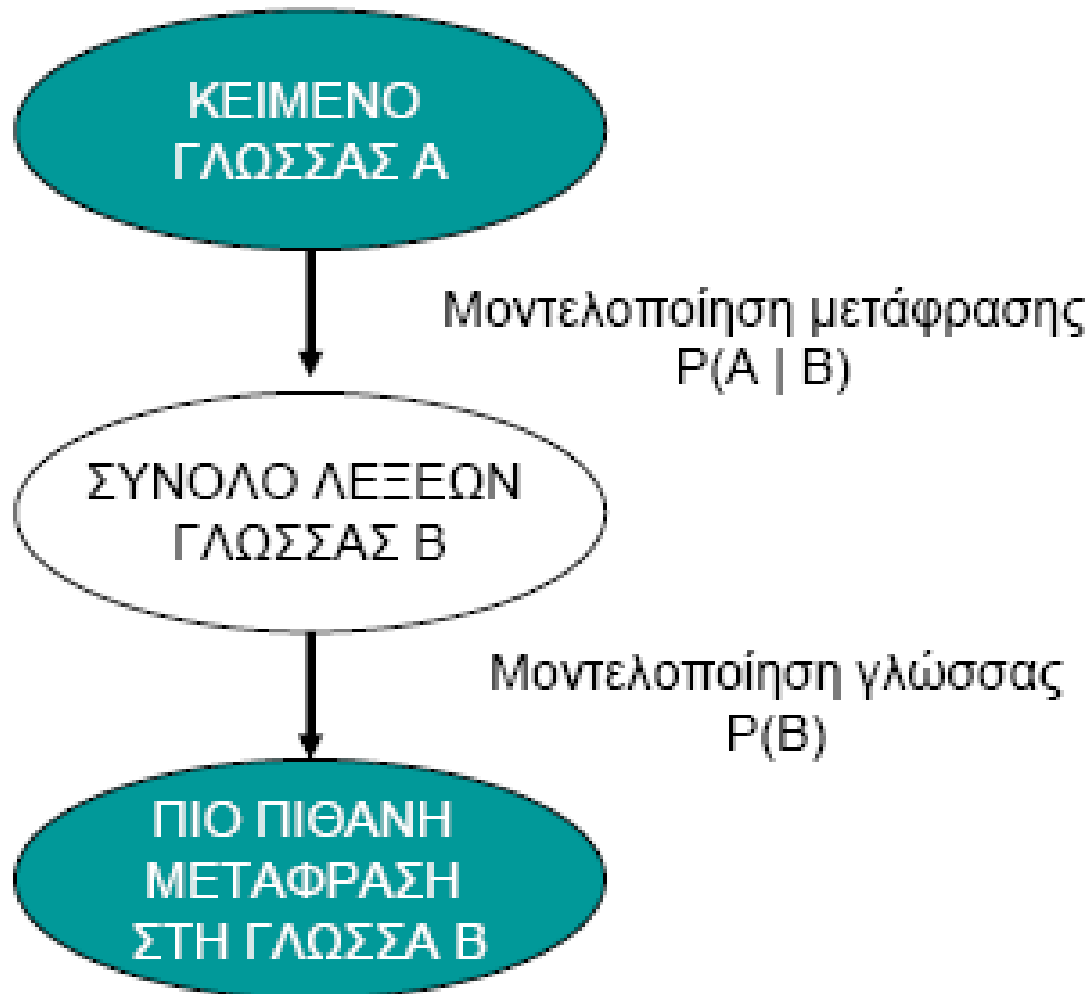 ΚΕΙΜΕΝΟ
ΓΛΩΣΣΑΣ Α
Μοντελοποίηση μετάφρασης
P(A | B)
ΣΥΝΟΛΟ ΛΕΞΕΩΝ
ΓΛΩΣΣΑΣ Β
Μοντελοποίηση γλώσσας
P(B)
ΠΙΟ ΠΙΘΑΝΗ
ΜΕΤΑΦΡΑΣΗ
ΣΤΗ ΓΛΩΣΣΑ Β